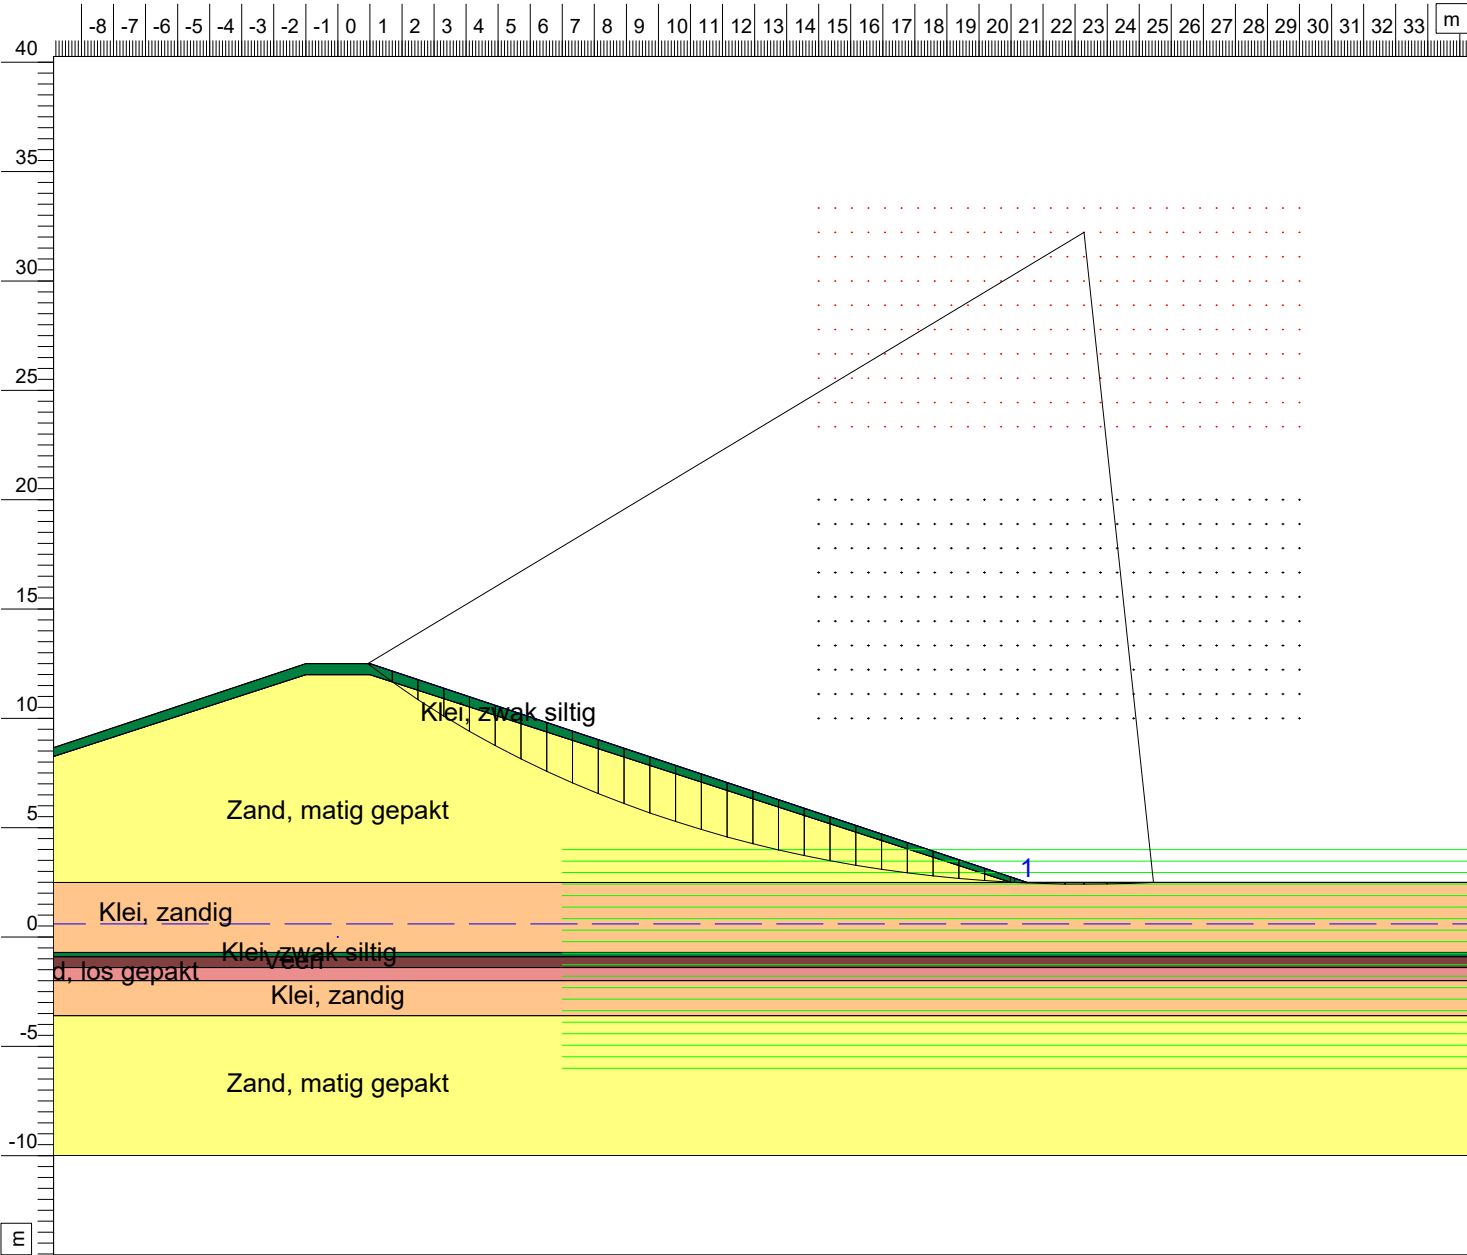 -8 -7 -6 -5 -4 -3 -2 -1 0 1 2 3 4 5 6 7 8 9 10 11 12 13 14 15 16 17 18 19 20 21 22 23 24 25 26 27 28 29 30 31 32 33 m
40
35
30
25
20
15
10
Klei, zwak siltig
5
Zand, matig gepakt
1
Klei, zandig
0
Klei, zwak siltig
Veen
d, los gepakt
Klei, zandig
-5
Zand, matig gepakt
-10
m